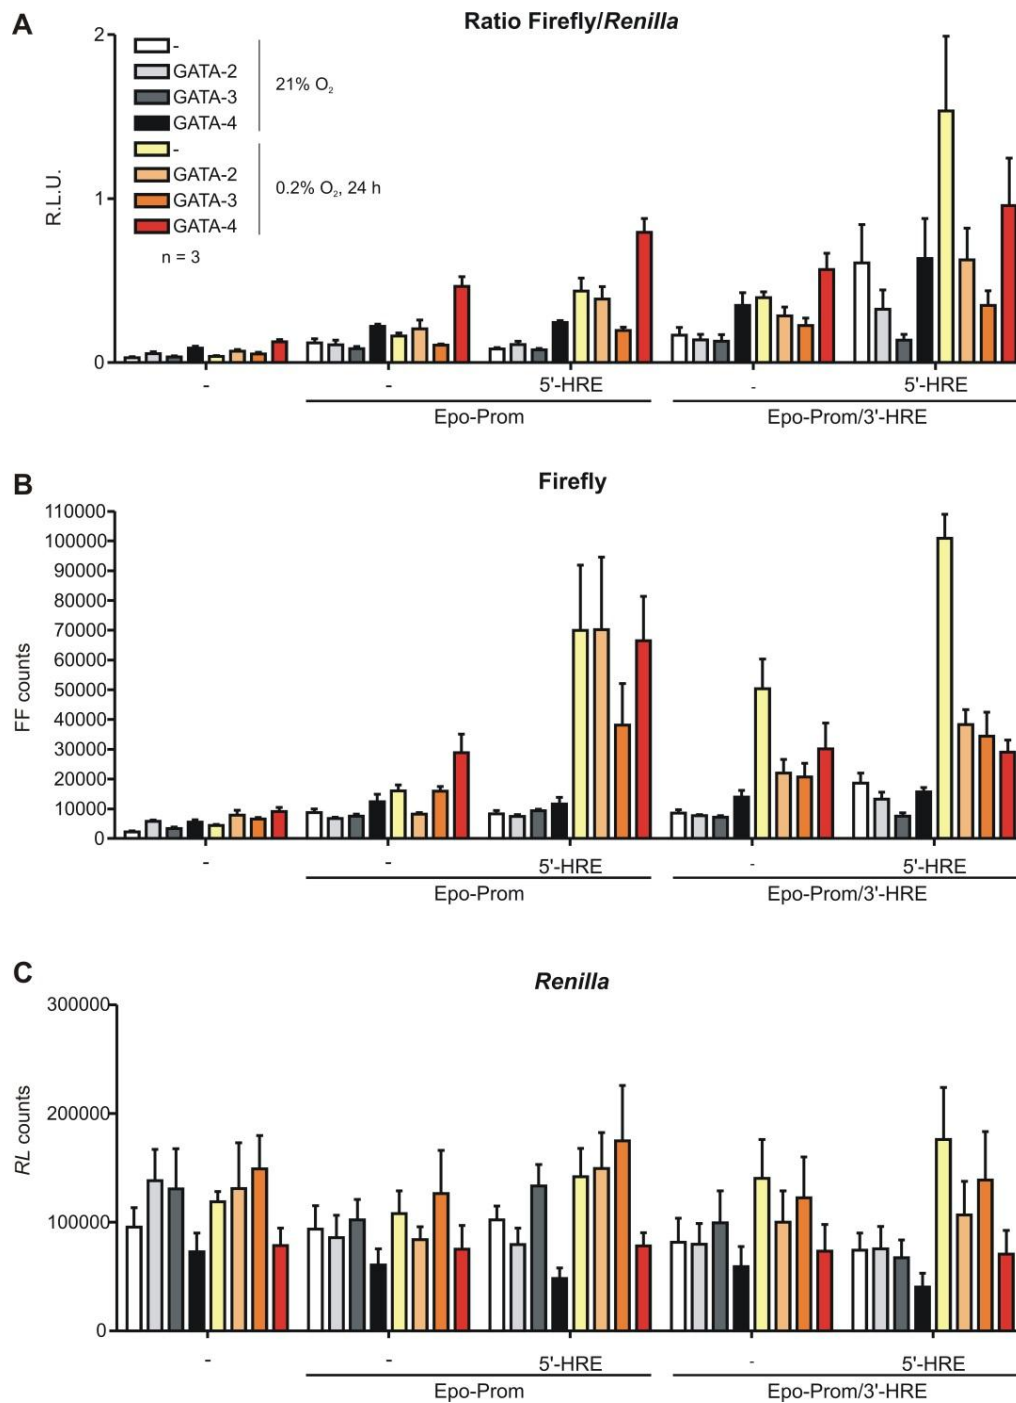 A
Ratio Firefly/Renilla
2
1
0
R.L.U.
-
GATA-2
GATA-3
GATA-4
21% O₂
-
GATA-2
GATA-3
GATA-4
0.2% O₂, 24 h
n = 3
- - 5'-HRE - 5'-HRE
Epo-Prom Epo-Prom/3'-HRE
B
Firefly
110000
100000
90000
80000
70000
60000
50000
40000
30000
20000
10000
0
FF counts
- - 5'-HRE - 5'-HRE
Epo-Prom Epo-Prom/3'-HRE
C
Renilla
300000
200000
100000
0
RL counts
- - 5'-HRE - 5'-HRE
Epo-Prom Epo-Prom/3'-HRE